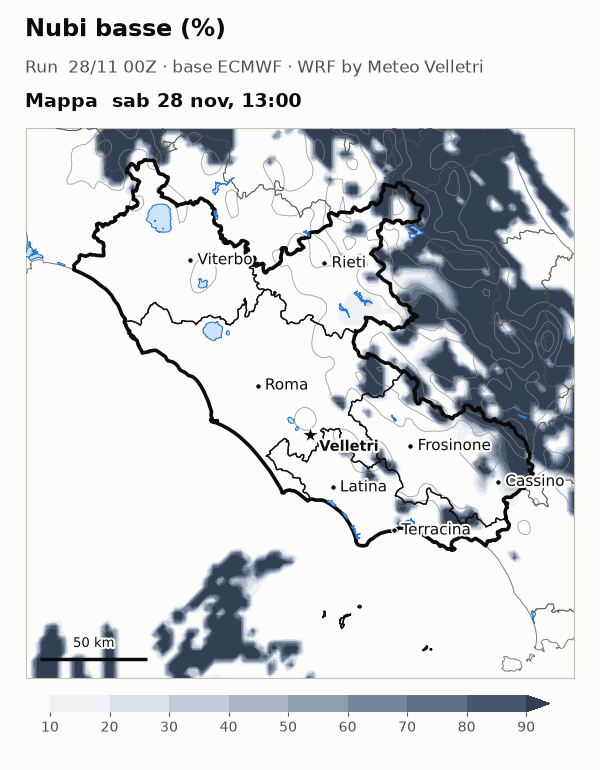 Nubi basse (%)
Run  28/11 00Z · base ECMWF · WRF by Meteo Velletri
Mappa  sab 28 nov, 13:00
Viterbo
Rieti
Roma
Velletri
Frosinone
Cassino
Latina
Terracina
50 km
10 20 30 40 50 60 70 80 90